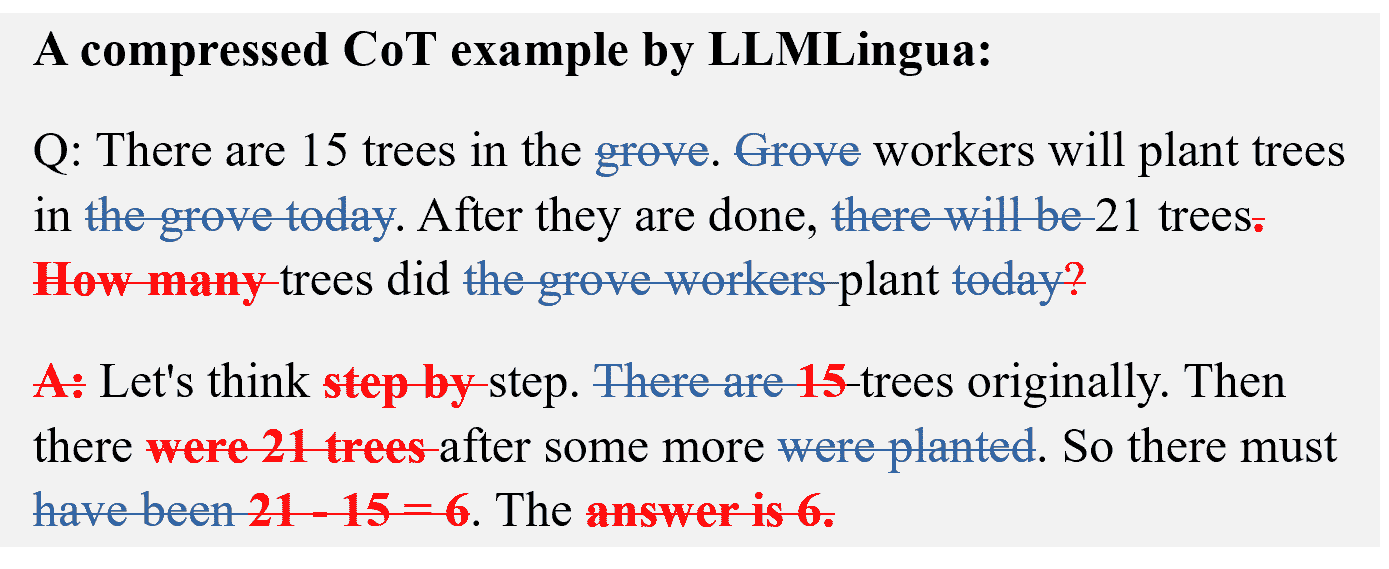 A compressed CoT example by LLMLingua:
Q: There are 15 trees in the grove. Grove workers will plant trees
in the grove today. After they are done, there will be 21 trees.
How many trees did the grove workers plant today?
A: Let's think step by step. There are 15 trees originally. Then
there were 21 trees after some more were planted. So there must
have been 21 - 15 = 6. The answer is 6.